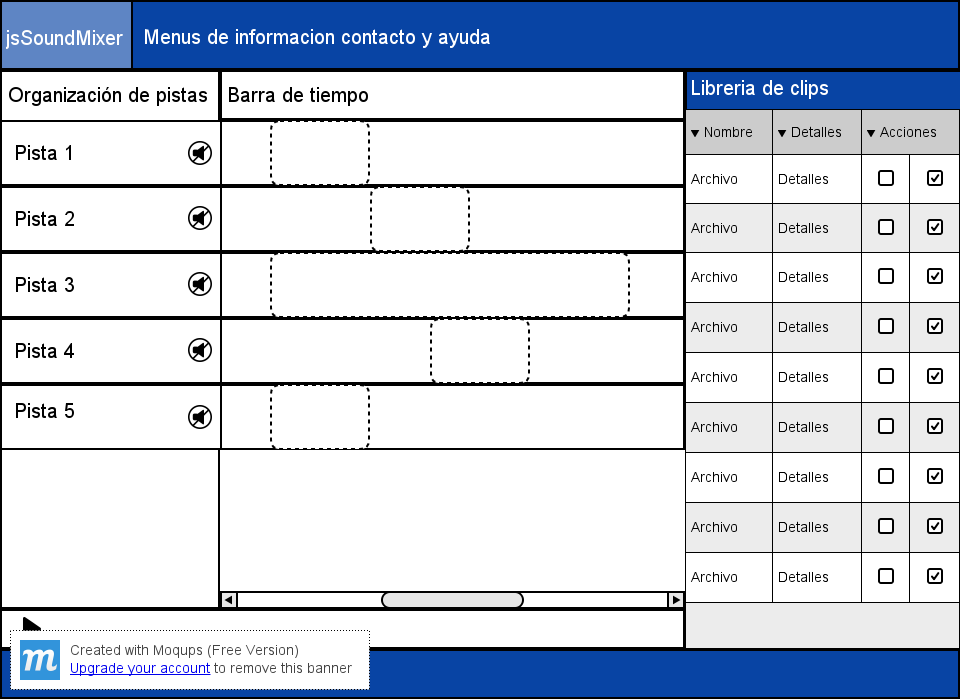 jsSoundMixer
Menus de informacion contacto y ayuda
Organización de pistas
Barra de tiempo
Libreria de clips
Nombre
Detalles
Acciones
Pista 1
Pista 2
Pista 3
Pista 4
Pista 5
Archivo Detalles
Archivo Detalles
Archivo Detalles
Archivo Detalles
Archivo Detalles
Archivo Detalles
Archivo Detalles
Archivo Detalles
Archivo Detalles
m
Created with Moqups (Free Version)
Upgrade your account to remove this banner